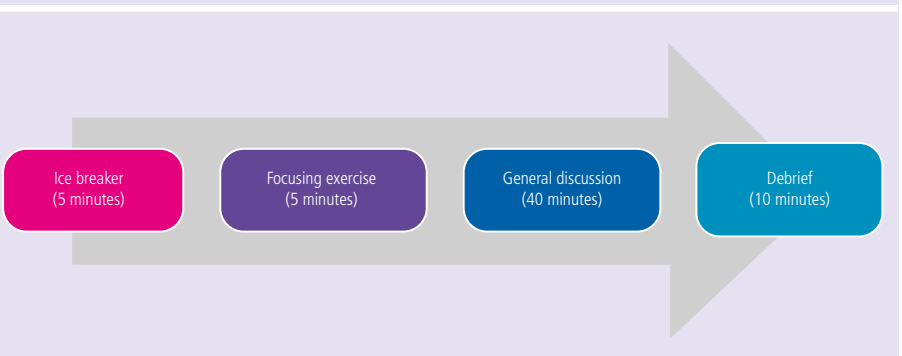 Ice breaker
(5 minutes)
Focusing exercise
(5 minutes)
General discussion
(40 minutes)
Debrief
(10 minutes)